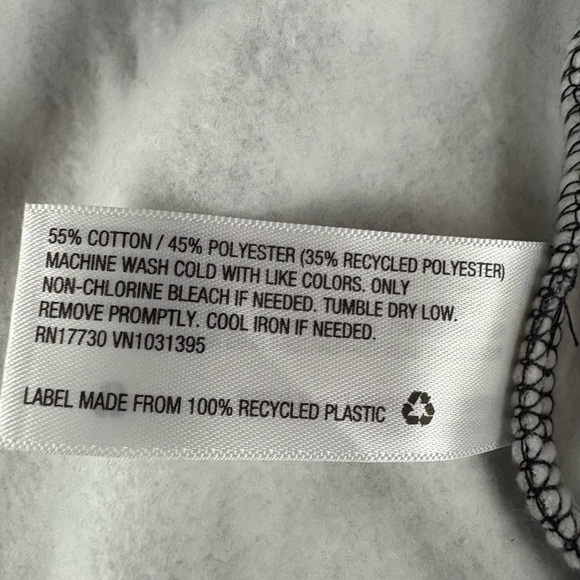 55% COTTON / 45% POLYESTER (35% RECYCLED POLYESTER)
MACHINE WASH COLD WITH LIKE COLORS. ONLY
NON-CHLORINE BLEACH IF NEEDED. TUMBLE DRY LOW.
REMOVE PROMPTLY. COOL IRON IF NEEDED.
RN17730 VN1031395
LABEL MADE FROM 100% RECYCLED PLASTIC